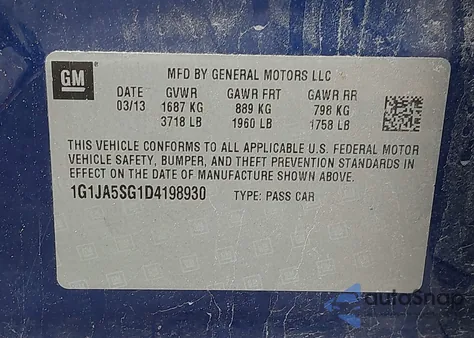 GM
MFD BY GENERAL MOTORS LLC
DATE GVWR GAWR FRT GAWR RR
03/13 1687 KG 889 KG 798 KG
3718 LB 1960 LB 1758 LB
THIS VEHICLE CONFORMS TO ALL APPLICABLE U.S. FEDERAL MOTOR
VEHICLE SAFETY, BUMPER, AND THEFT PREVENTION STANDARDS IN
EFFECT ON THE DATE OF MANUFACTURE SHOWN ABOVE.
1G1JA5SG1D4198930 TYPE: PASS CAR
autoSnap